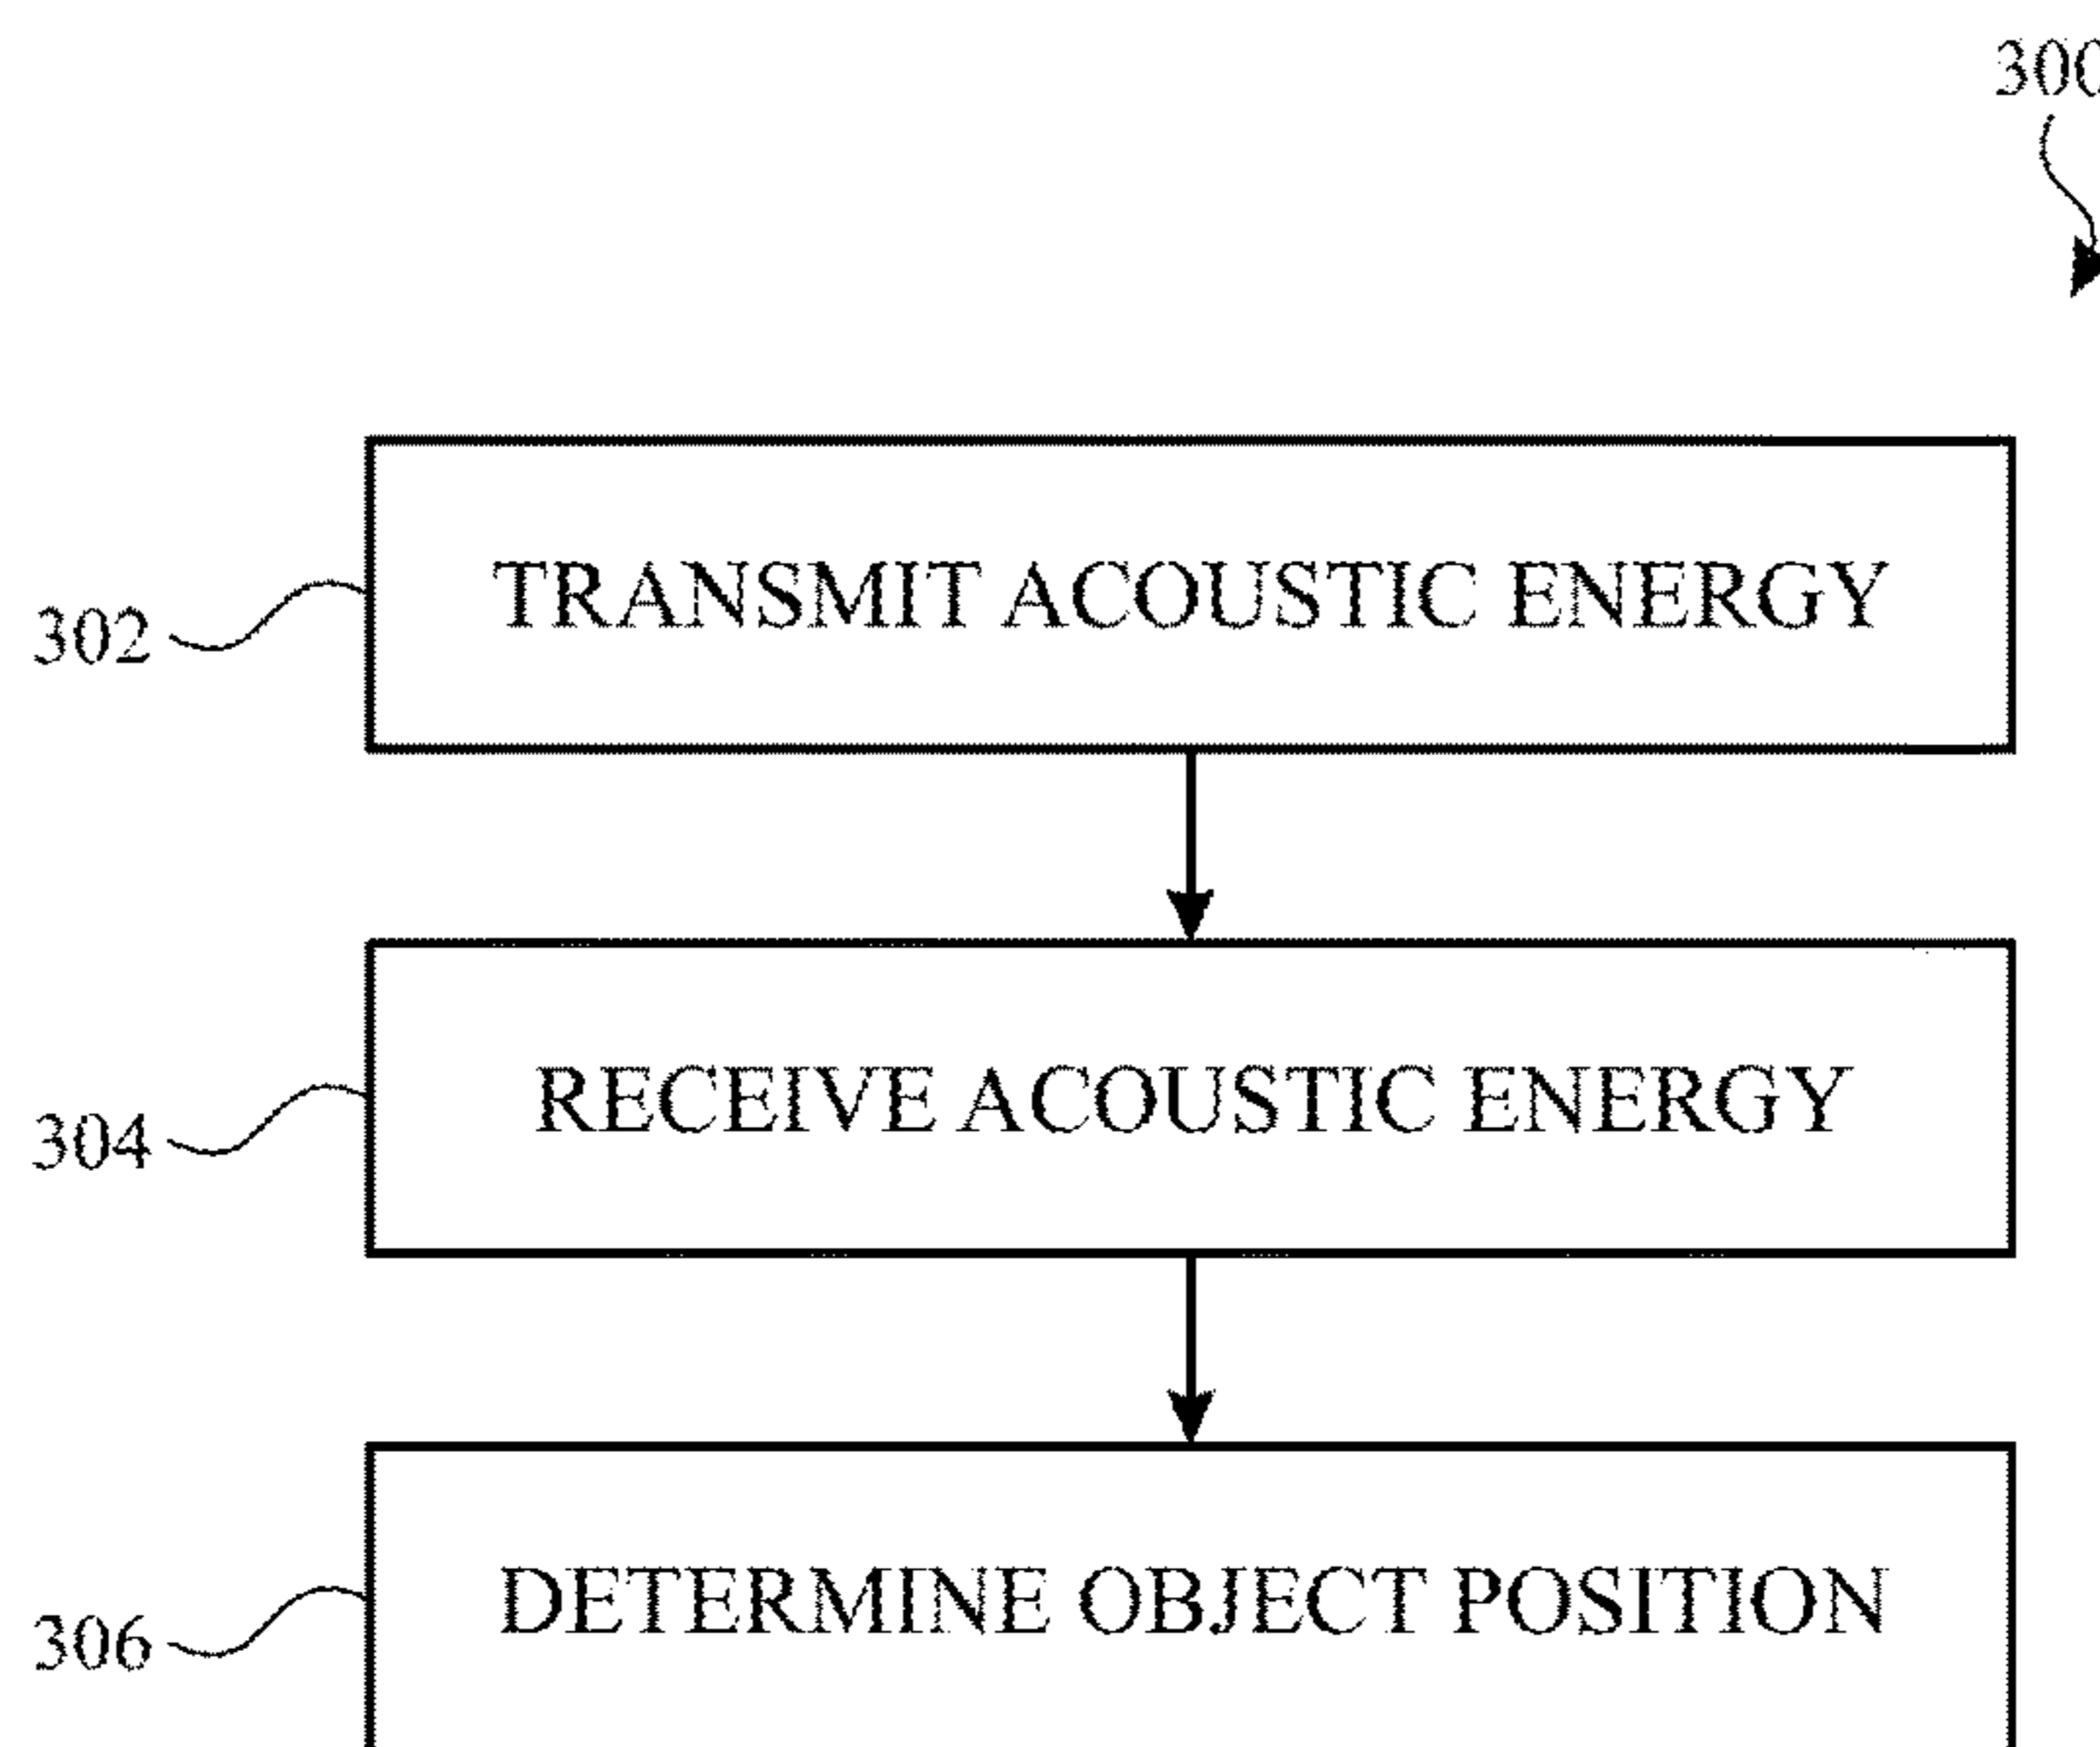 300
TRANSMIT ACOUSTIC ENERGY
302
RECEIVE ACOUSTIC ENERGY
304
DETERMINE OBJECT POSITION
306